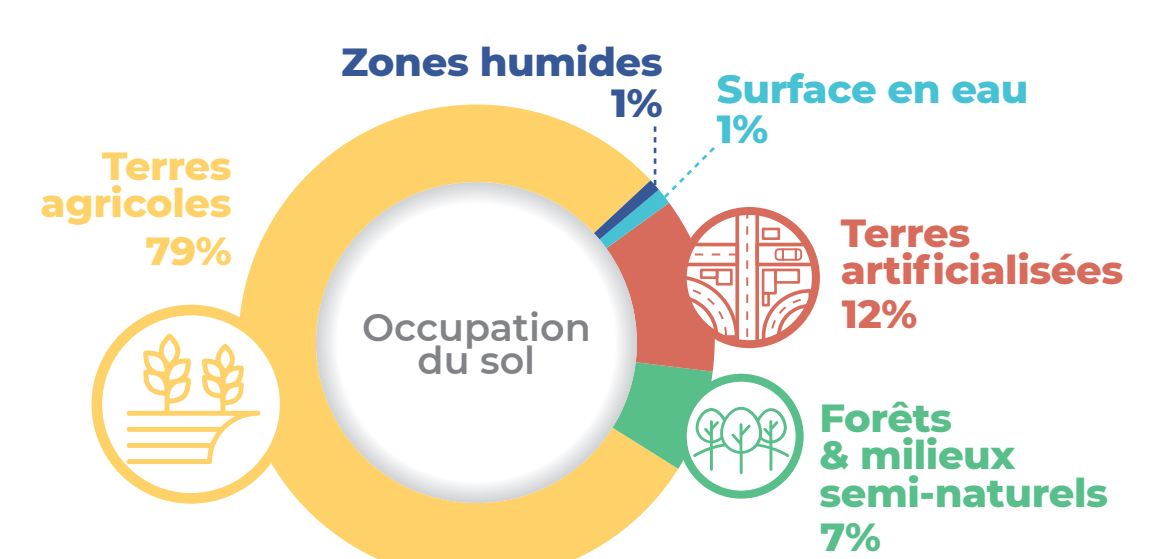 Zones humides
1%
Surface en eau
1%
Terres
agricoles
79%
Terres
artificialisées
12%
Occupation
du sol
Forêts
& milieux
semi-naturels
7%